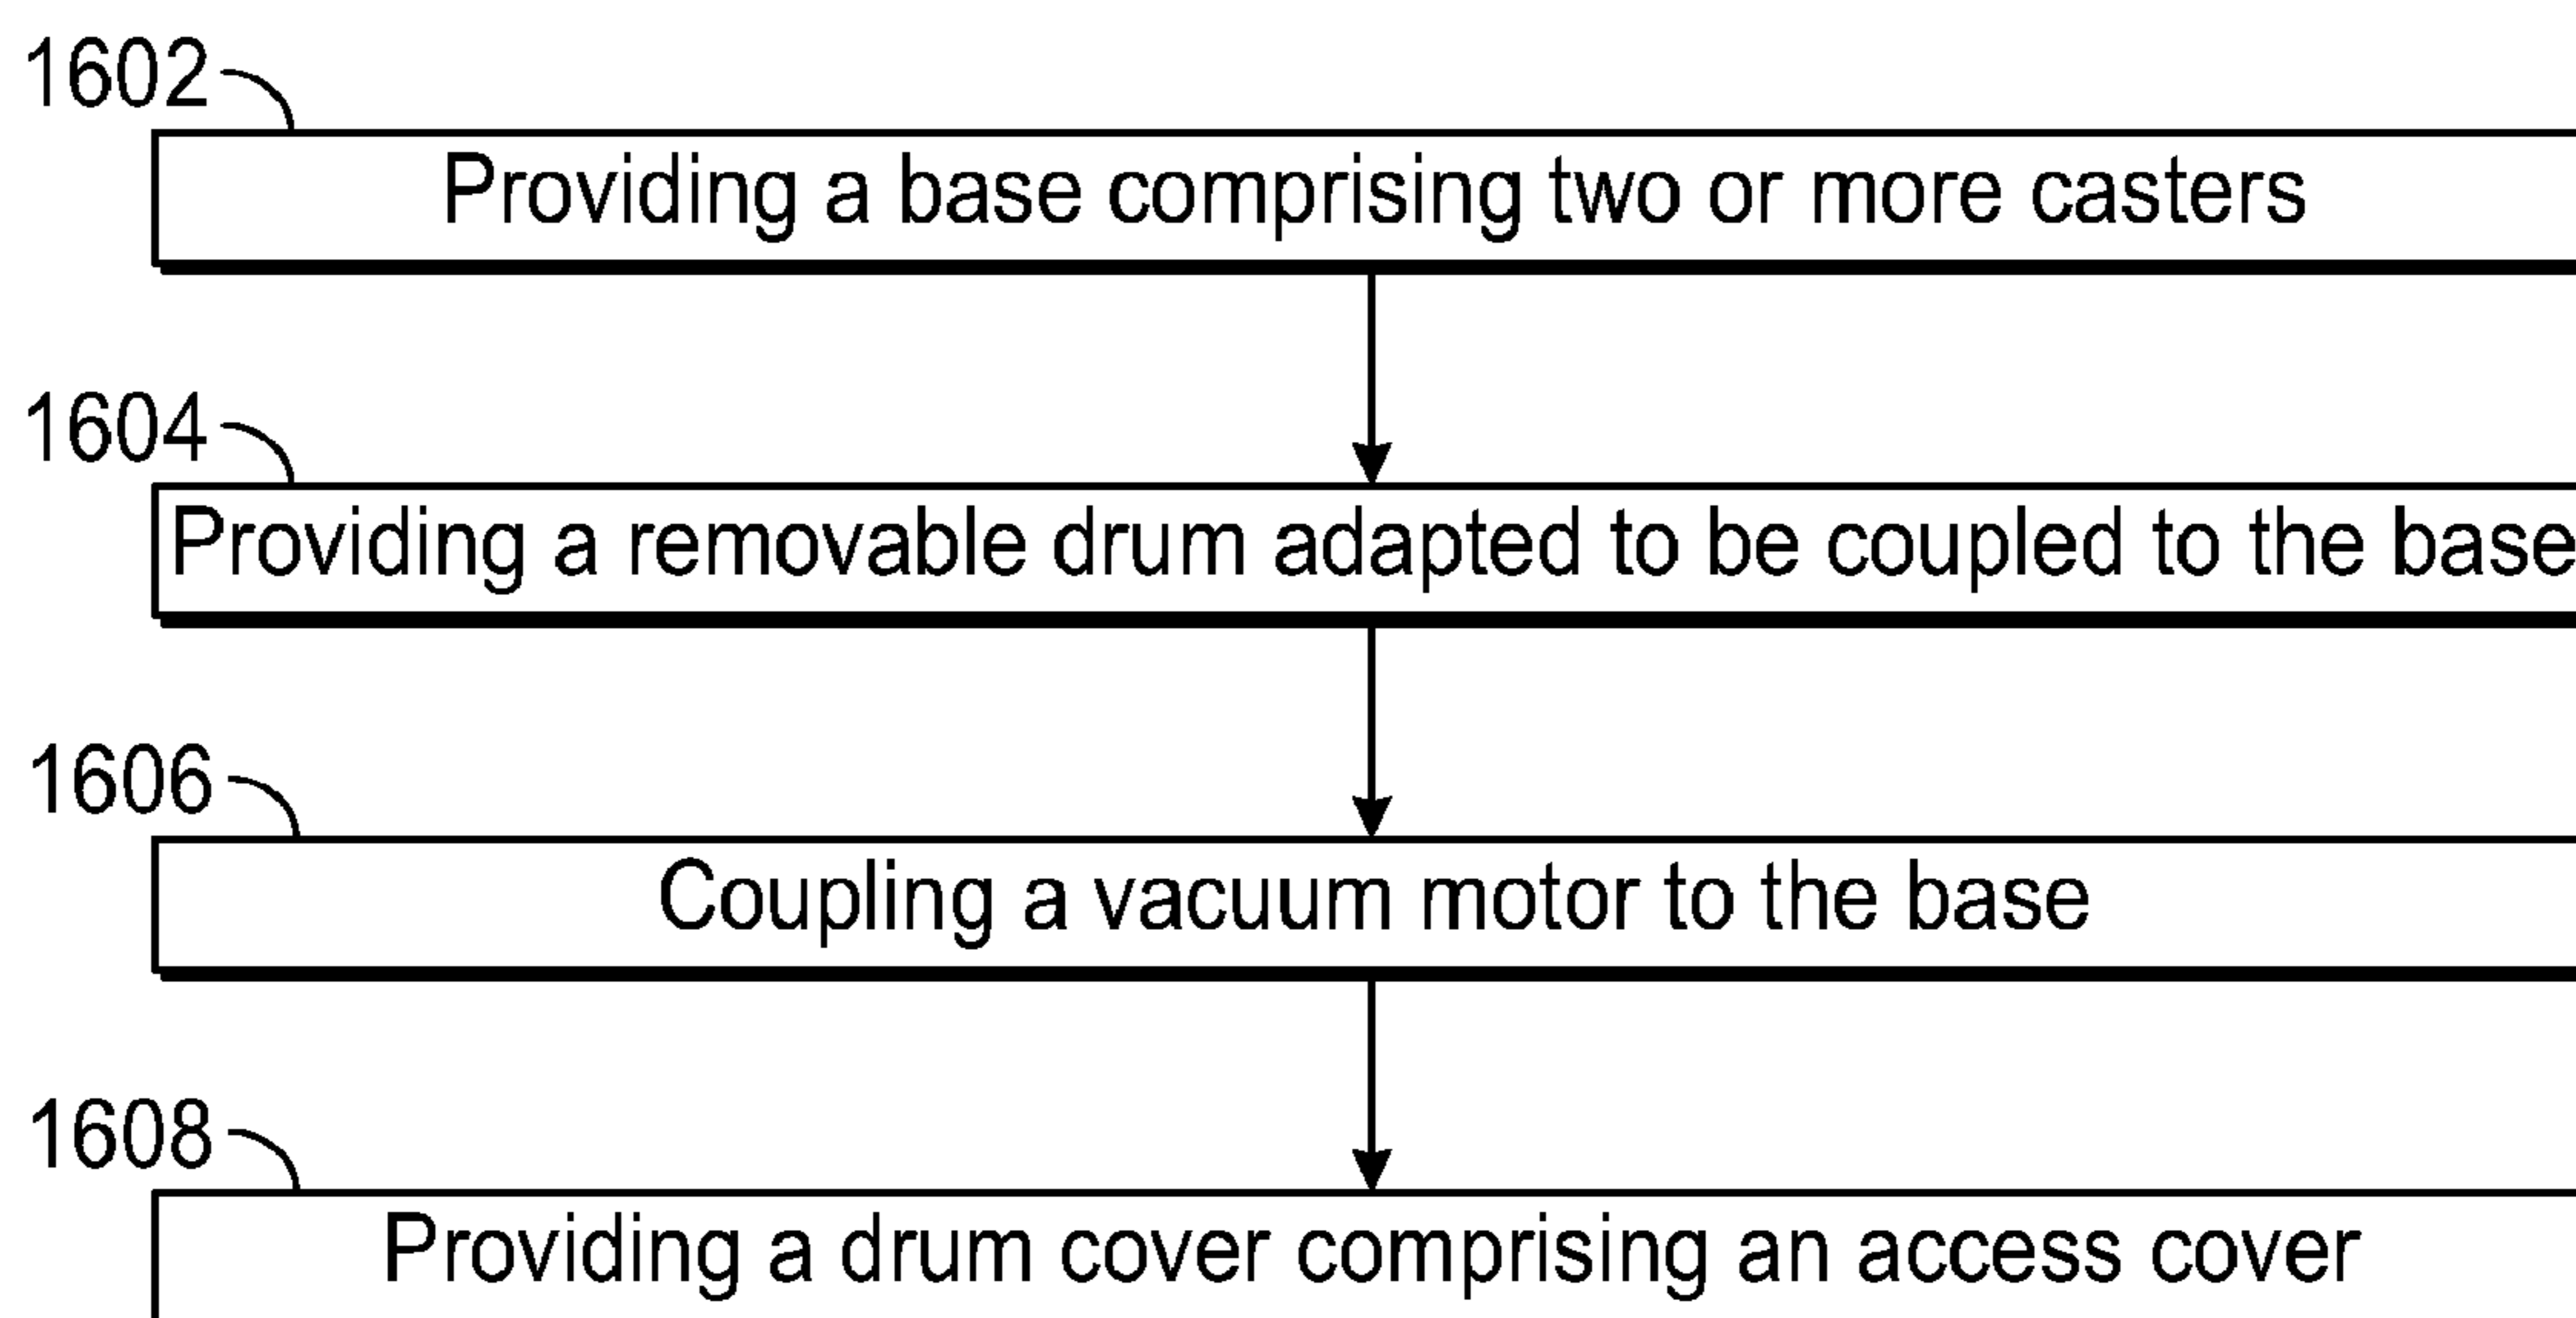 1602
Providing a base comprising two or more casters
1604
Providing a removable drum adapted to be coupled to the base
1606
Coupling a vacuum motor to the base
1608
Providing a drum cover comprising an access cover